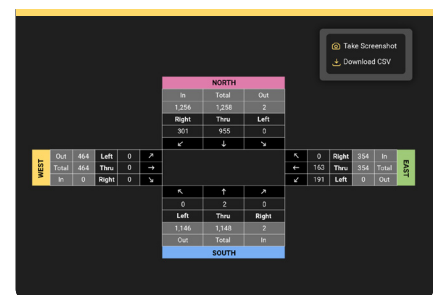 Take Screenshot
Download CSV
NORTH
In Total Out
1,256 1,258 2
Right Thru Left
301 955 0
↙ ↓ ↘
WEST
Out 464 Left 0 ↗
Total 464 Thru 0 →
In 0 Right 0 ↘
↖ 0 Right 354 In
← 163 Thru 354 Total
↙ 191 Left 0 Out
EAST
↖ ↑ ↗
0 2 0
Left Thru Right
1,146 1,148 2
Out Total In
SOUTH